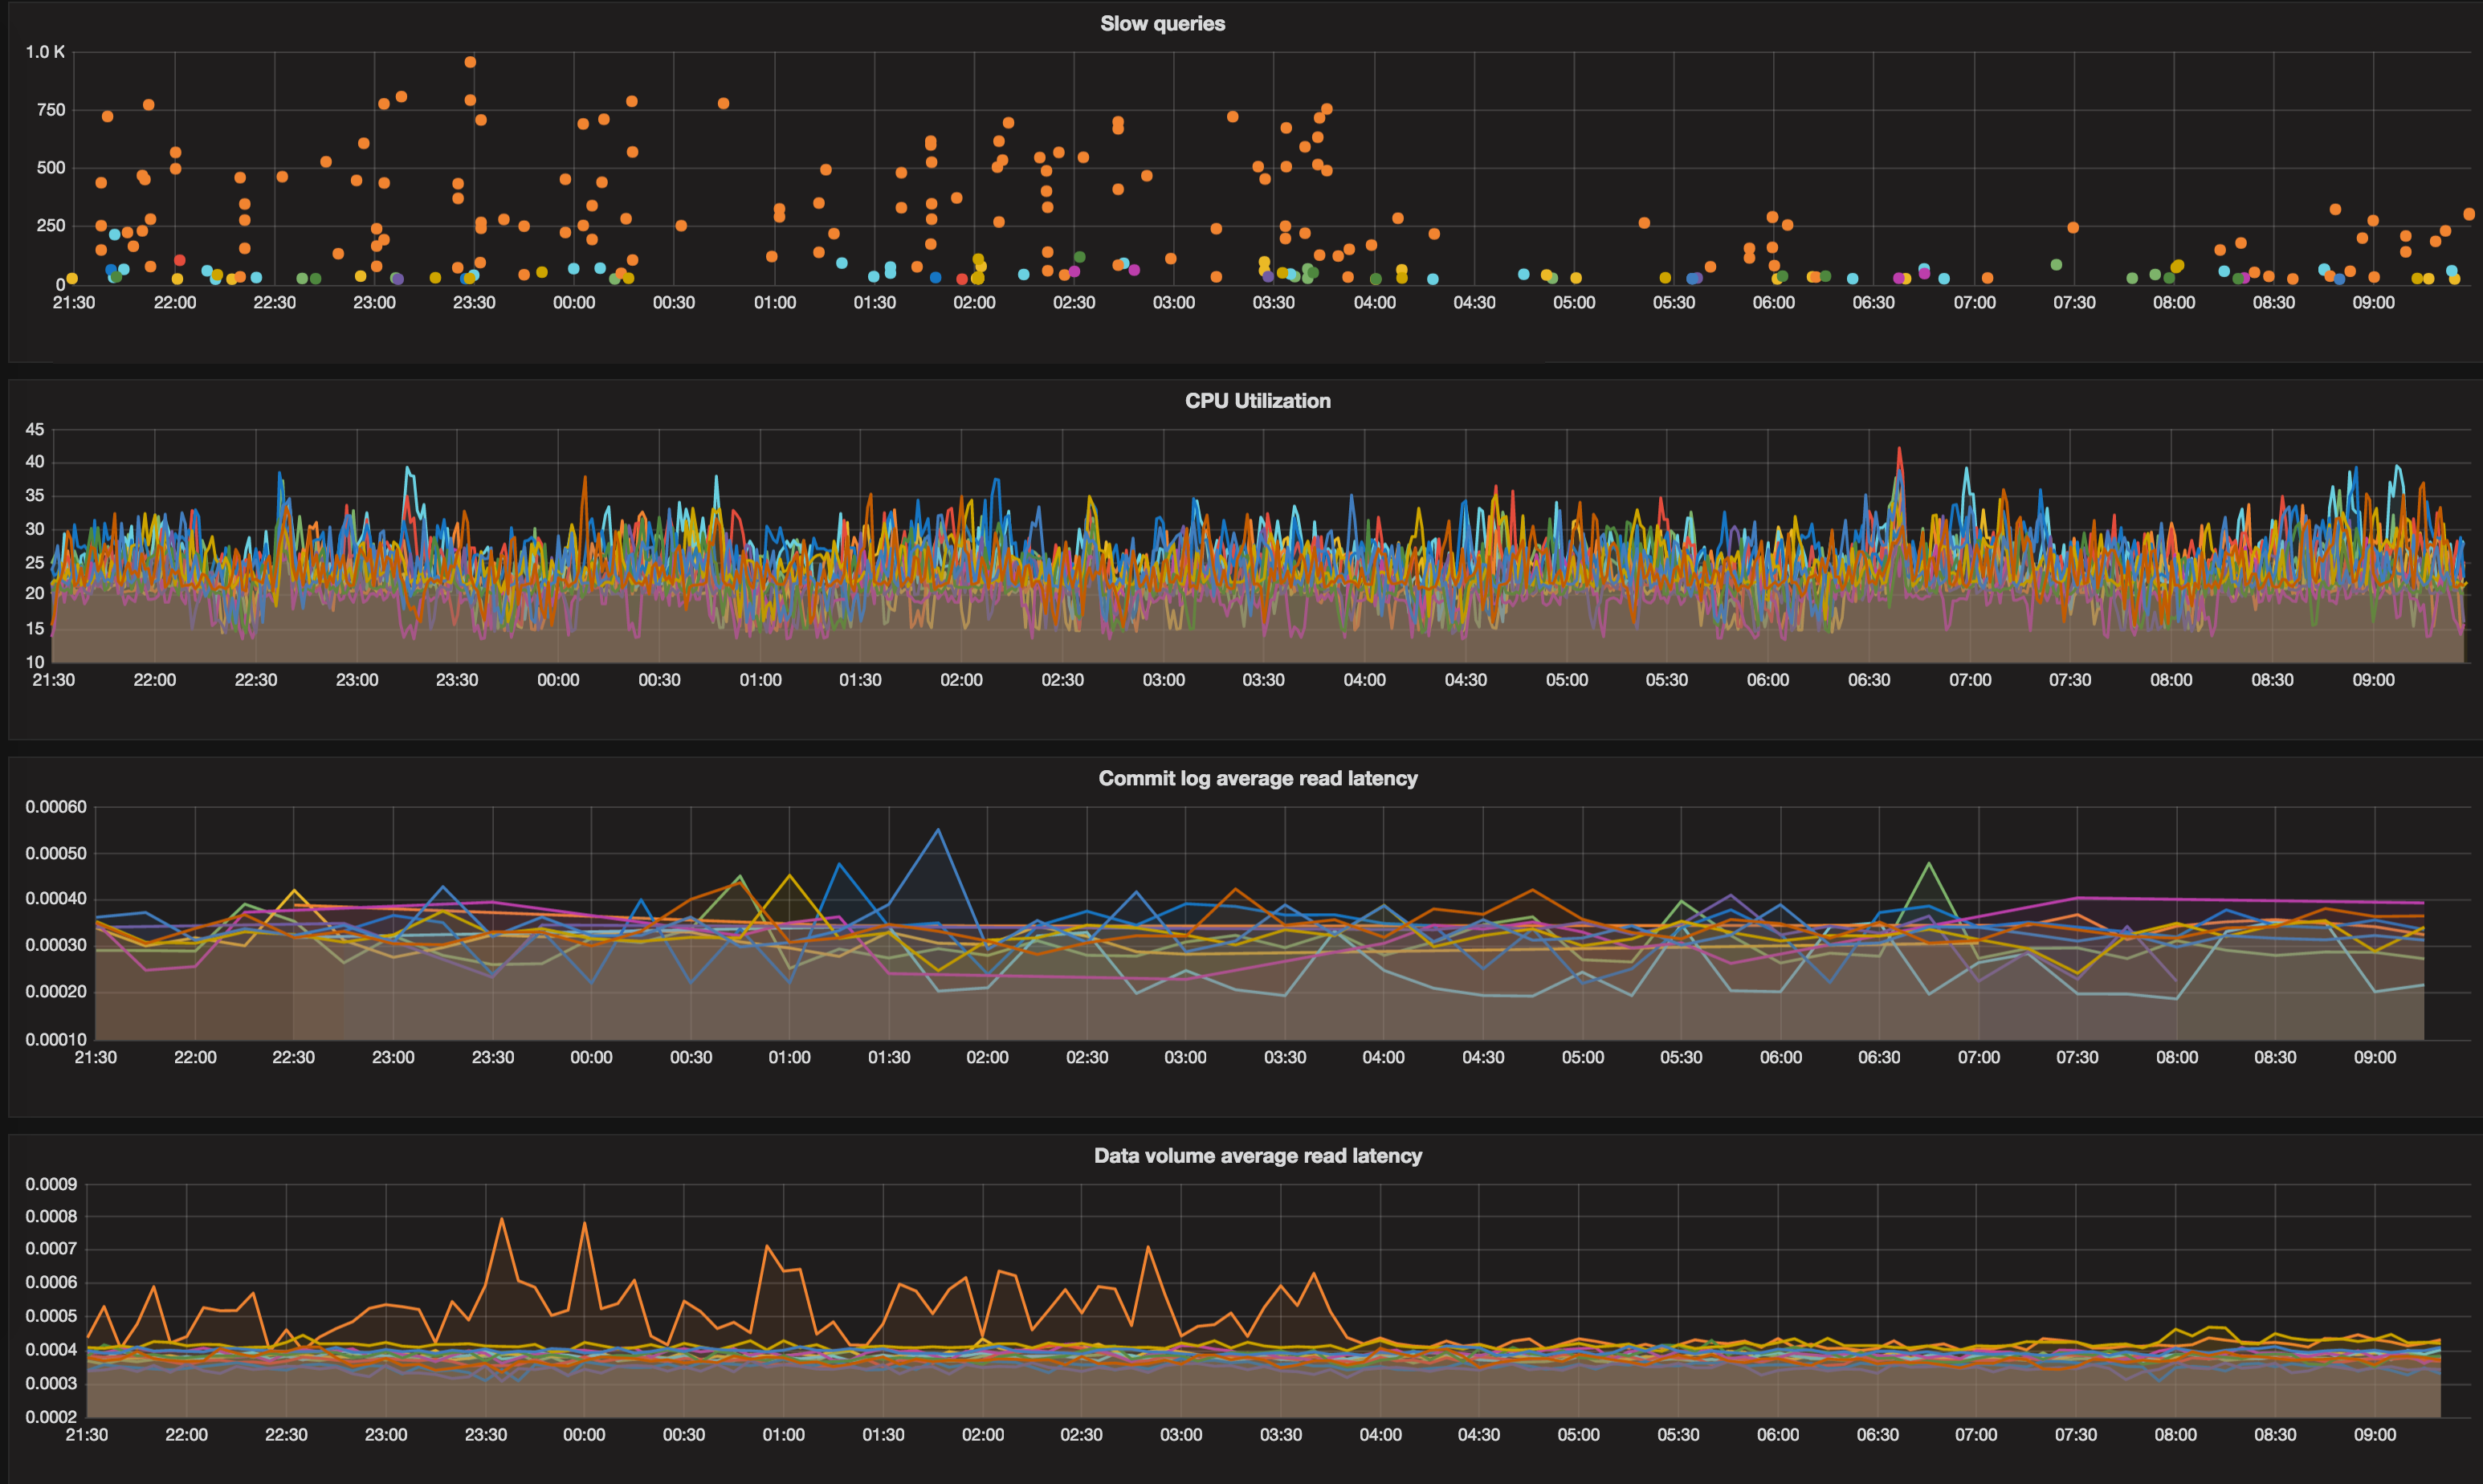 Slow queries
1.0 K
750
500
250
0
21:30 22:00 22:30 23:00 23:30 00:00 00:30 01:00 01:30 02:00 02:30 03:00 03:30 04:00 04:30 05:00 05:30 06:00 06:30 07:00 07:30 08:00 08:30 09:00
CPU Utilization
45
40
35
30
25
20
15
10
21:30 22:00 22:30 23:00 23:30 00:00 00:30 01:00 01:30 02:00 02:30 03:00 03:30 04:00 04:30 05:00 05:30 06:00 06:30 07:00 07:30 08:00 08:30 09:00
Commit log average read latency
0.00060
0.00050
0.00040
0.00030
0.00020
0.00010
21:30 22:00 22:30 23:00 23:30 00:00 00:30 01:00 01:30 02:00 02:30 03:00 03:30 04:00 04:30 05:00 05:30 06:00 06:30 07:00 07:30 08:00 08:30 09:00
Data volume average read latency
0.0009
0.0008
0.0007
0.0006
0.0005
0.0004
0.0003
0.0002
21:30 22:00 22:30 23:00 23:30 00:00 00:30 01:00 01:30 02:00 02:30 03:00 03:30 04:00 04:30 05:00 05:30 06:00 06:30 07:00 07:30 08:00 08:30 09:00